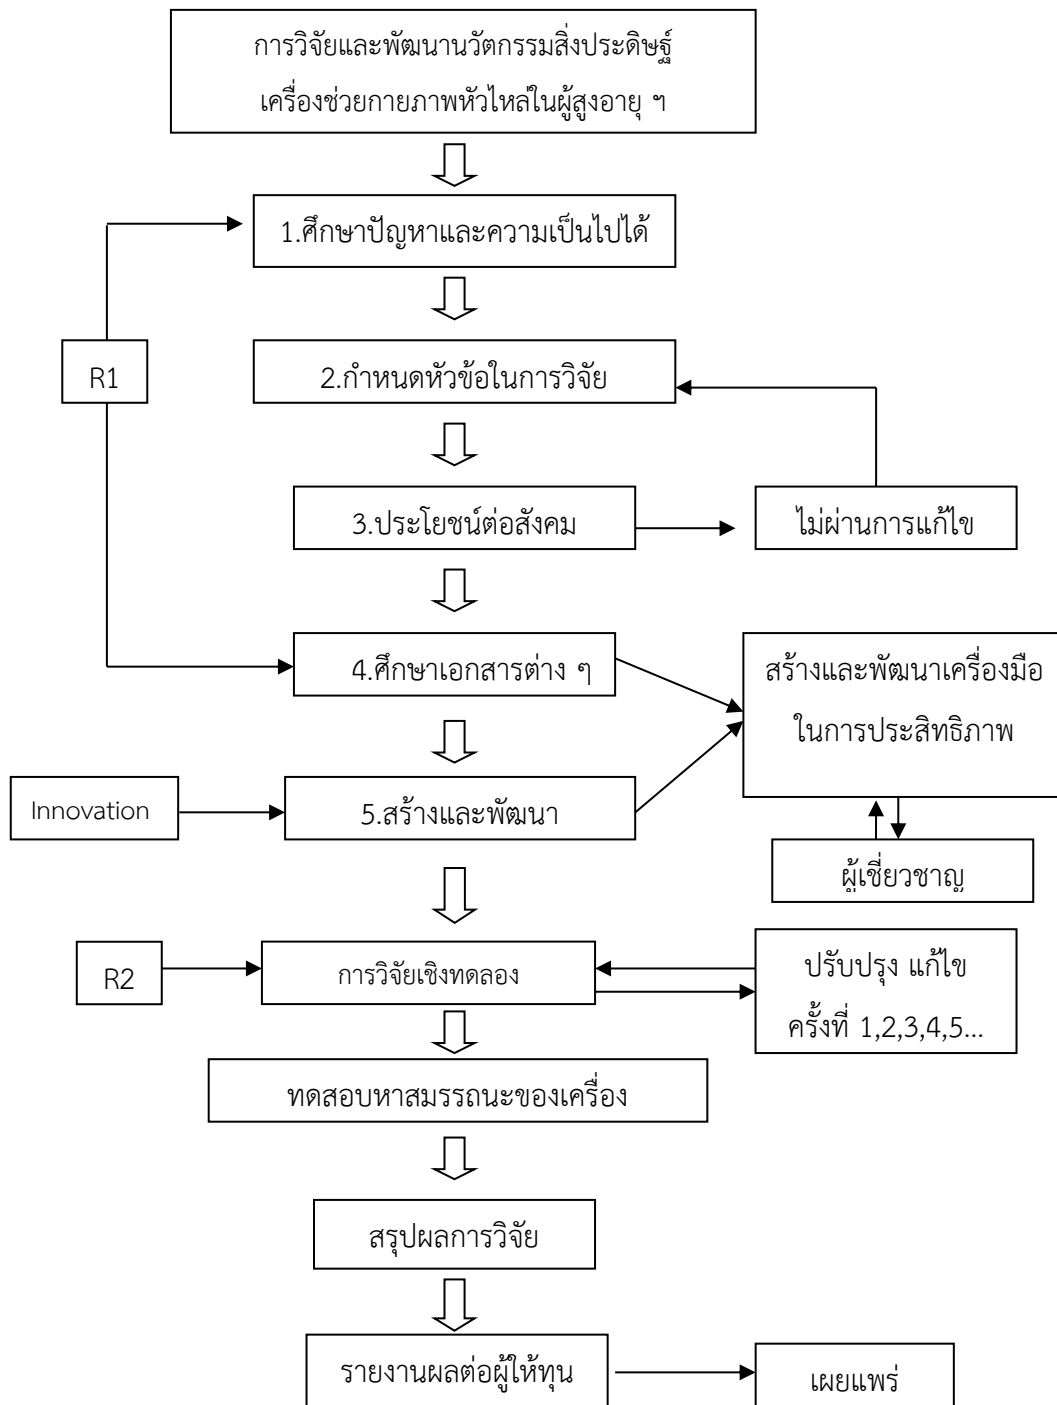 การวิจัยและพัฒนานวัตกรรมสิ่งประดิษฐ์
เครื่องช่วยกายภาพหัวไหล่ในผู้สูงอายุ ฯ
1.ศึกษาปัญหาและความเป็นไปได้
R1
2.กำหนดหัวข้อในการวิจัย
3.ประโยชน์ต่อสังคม
ไม่ผ่านการแก้ไข
4.ศึกษาเอกสารต่าง ๆ
สร้างและพัฒนาเครื่องมือ
ในการประสิทธิภาพ
Innovation
5.สร้างและพัฒนา
ผู้เชี่ยวชาญ
R2
การวิจัยเชิงทดลอง
ปรับปรุง แก้ไข
ครั้งที่ 1,2,3,4,5...
ทดสอบหาสมรรถนะของเครื่อง
สรุปผลการวิจัย
รายงานผลต่อผู้ให้ทุน
เผยแพร่